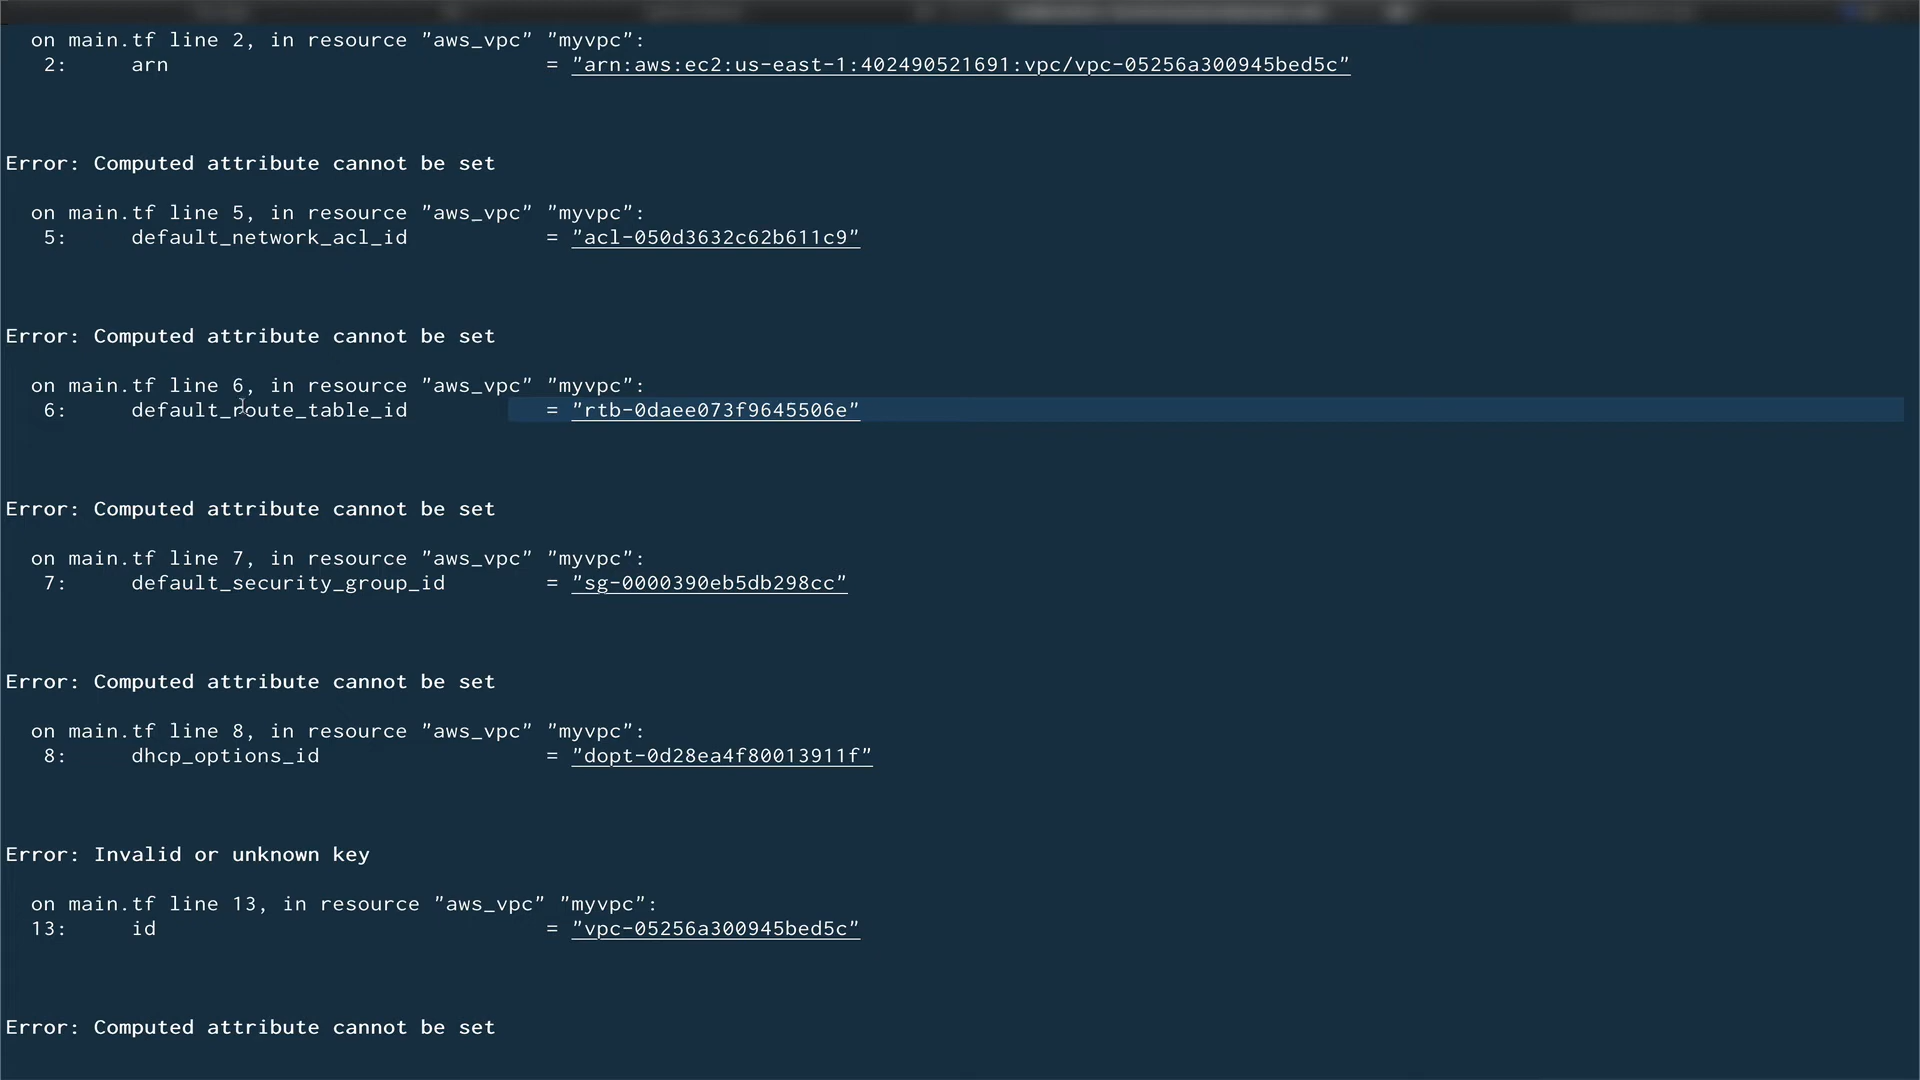 on main.tf line 2, in resource "aws_vpc" "myvpc":
2: arn = "arn:aws:ec2:us-east-1:402490521691:vpc/vpc-05256a300945bed5c"
Error: Computed attribute cannot be set
on main.tf line 5, in resource "aws_vpc" "myvpc":
5: default_network_acl_id = "acl-050d3632c62b611c9"
Error: Computed attribute cannot be set
on main.tf line 6, in resource "aws_vpc" "myvpc":
6: default_route_table_id = "rtb-0daee073f9645506e"
Error: Computed attribute cannot be set
on main.tf line 7, in resource "aws_vpc" "myvpc":
7: default_security_group_id = "sg-0000390eb5db298cc"
Error: Computed attribute cannot be set
on main.tf line 8, in resource "aws_vpc" "myvpc":
8: dhcp_options_id = "dopt-0d28ea4f80013911f"
Error: Invalid or unknown key
on main.tf line 13, in resource "aws_vpc" "myvpc":
13: id = "vpc-05256a300945bed5c"
Error: Computed attribute cannot be set